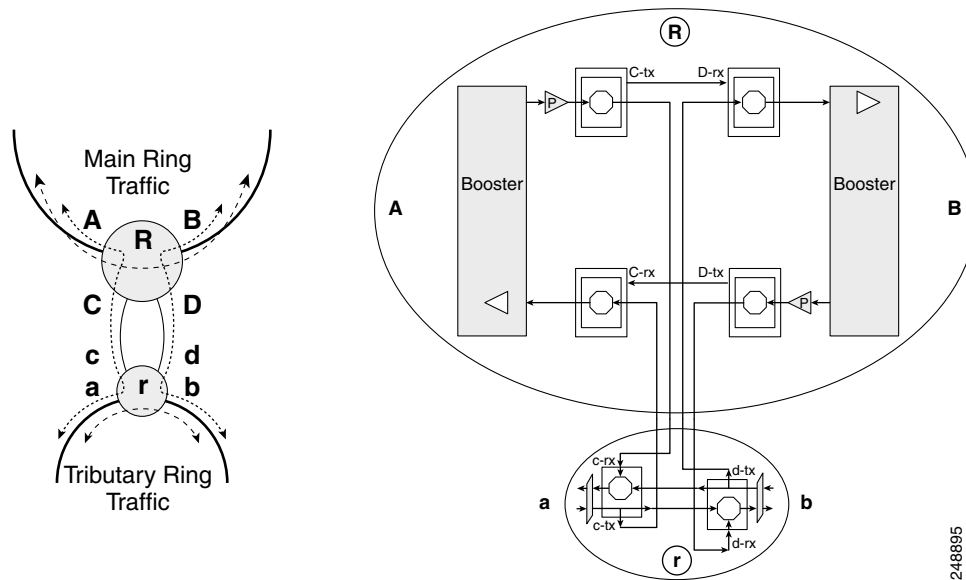 Main Ring
Traffic
A
B
R
C
D
c
d
a
r
b
Tributary Ring
Traffic
R
C-tx
D-rx
P
Booster
Booster
A
B
C-rx
D-tx
P
c-rx
d-tx
a
b
c-tx
d-rx
r
248895